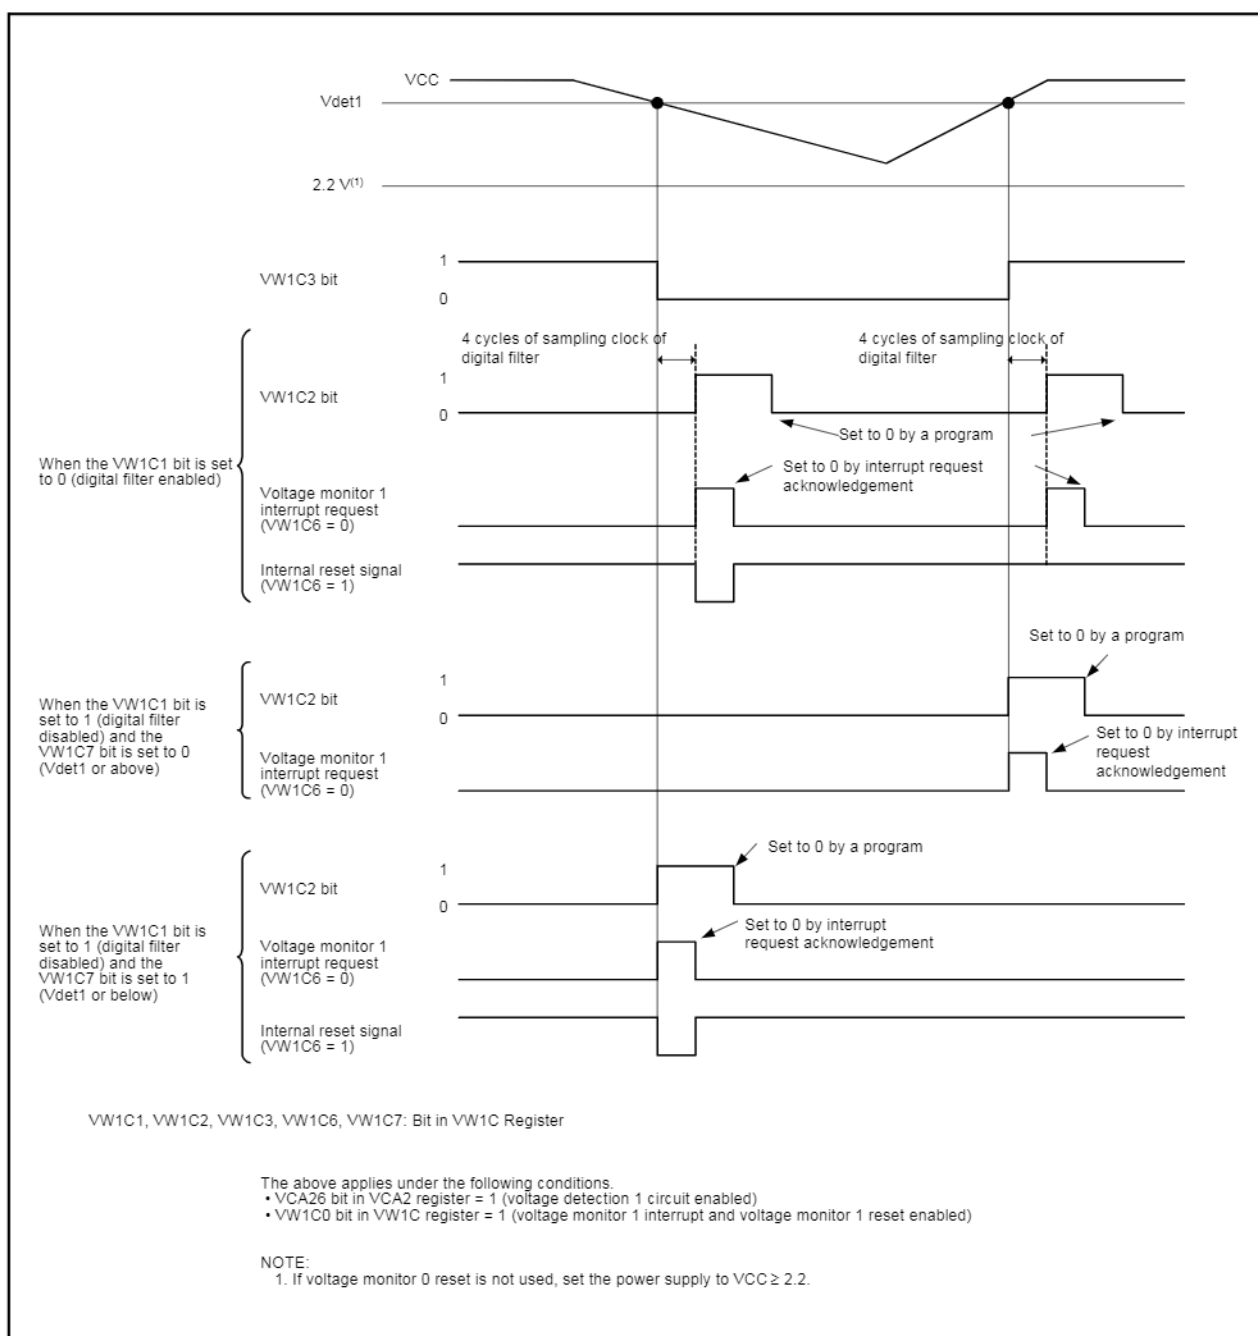 VCC
Vdet1
2.2 V(1)
VW1C3 bit
1
0
4 cycles of sampling clock of
digital filter
4 cycles of sampling clock of
digital filter
VW1C2 bit
1
0
Set to 0 by a program
When the VW1C1 bit is set
to 0 (digital filter enabled)
Set to 0 by interrupt request
acknowledgement
Voltage monitor 1
interrupt request
(VW1C6 = 0)
Internal reset signal
(VW1C6 = 1)
Set to 0 by a program
When the VW1C1 bit is
set to 1 (digital filter
disabled) and the
VW1C7 bit is set to 0
(Vdet1 or above)
VW1C2 bit
1
0
Set to 0 by interrupt
request
acknowledgement
Voltage monitor 1
interrupt request
(VW1C6 = 0)
Set to 0 by a program
VW1C2 bit
1
0
When the VW1C1 bit is
set to 1 (digital filter
disabled) and the
VW1C7 bit is set to 1
(Vdet1 or below)
Set to 0 by interrupt
request acknowledgement
Voltage monitor 1
interrupt request
(VW1C6 = 0)
Internal reset signal
(VW1C6 = 1)
VW1C1, VW1C2, VW1C3, VW1C6, VW1C7: Bit in VW1C Register
The above applies under the following conditions.
• VCA26 bit in VCA2 register = 1 (voltage detection 1 circuit enabled)
• VW1C0 bit in VW1C register = 1 (voltage monitor 1 interrupt and voltage monitor 1 reset enabled)
NOTE:
1. If voltage monitor 0 reset is not used, set the power supply to VCC ≥ 2.2.